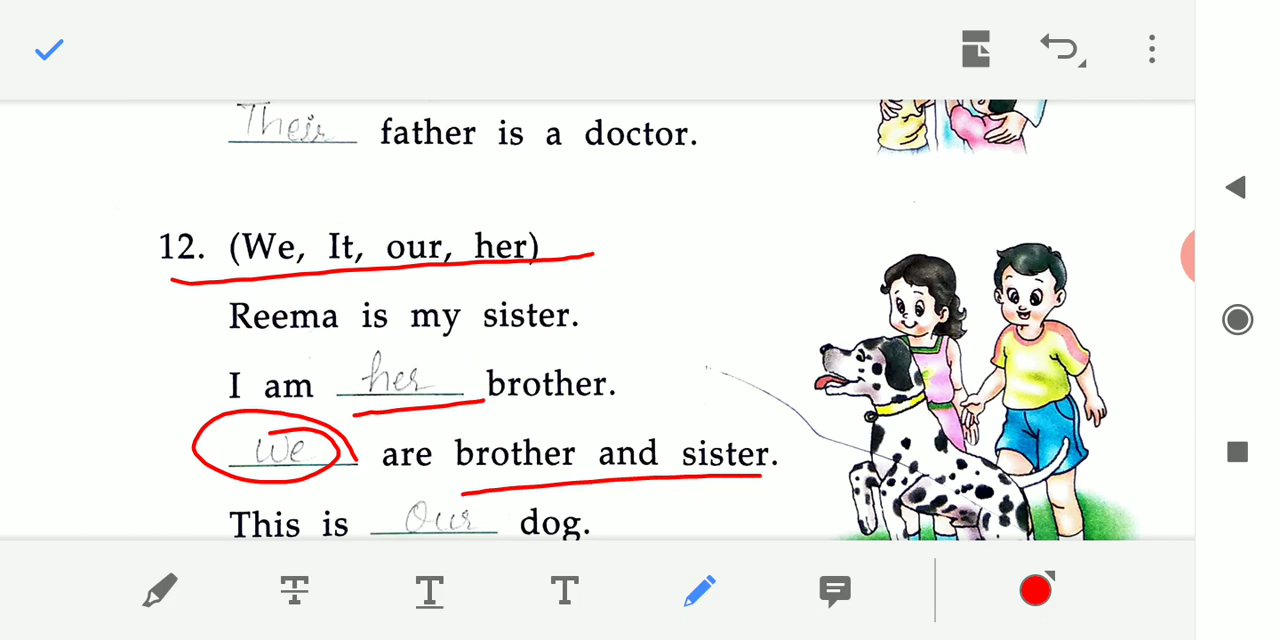 Their father is a doctor.
12. (We, It, our, her)
Reema is my sister.
I am her brother.
We are brother and sister.
This is Our dog.
T T T